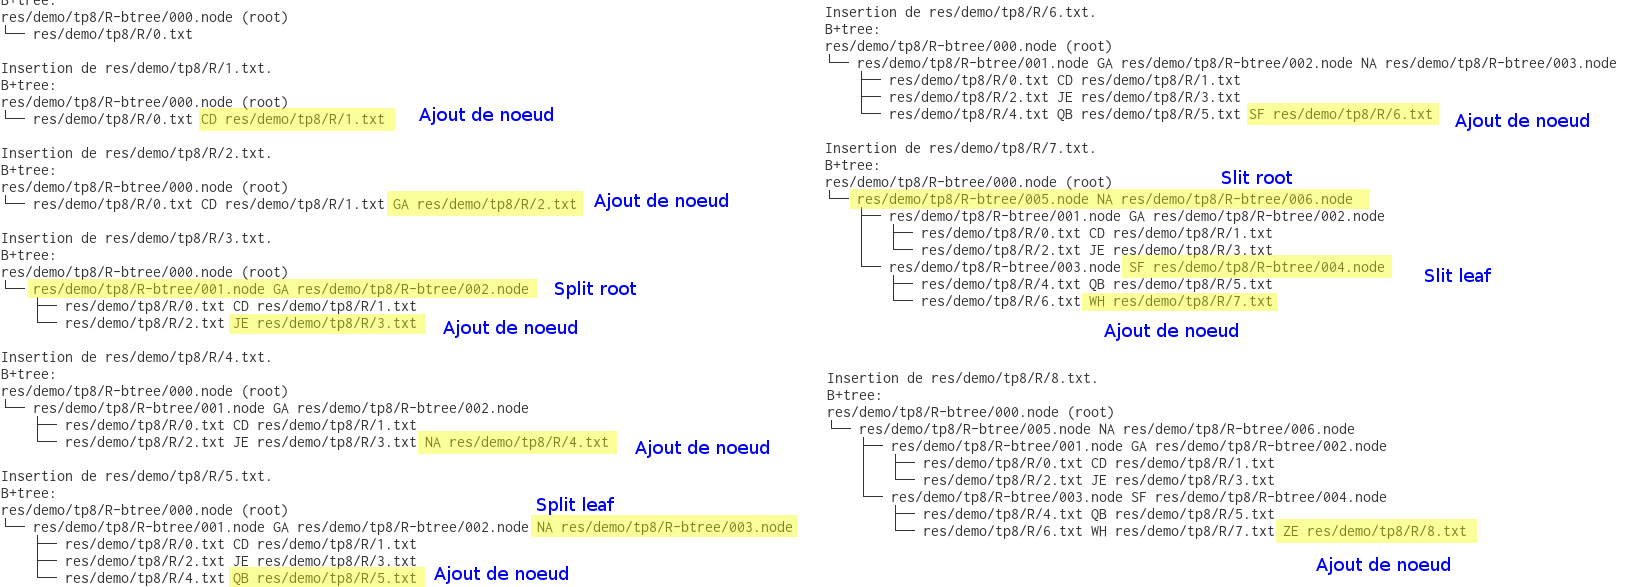 B+tree:
res/demo/tp8/R-btree/000.node (root)
└── res/demo/tp8/R/0.txt
Insertion de res/demo/tp8/R/1.txt.
B+tree:
res/demo/tp8/R-btree/000.node (root)
└── res/demo/tp8/R/0.txt CD res/demo/tp8/R/1.txt Ajout de noeud
Insertion de res/demo/tp8/R/2.txt.
B+tree:
res/demo/tp8/R-btree/000.node (root)
└── res/demo/tp8/R/0.txt CD res/demo/tp8/R/1.txt GA res/demo/tp8/R/2.txt Ajout de noeud
Insertion de res/demo/tp8/R/3.txt.
B+tree:
res/demo/tp8/R-btree/000.node (root)
└── res/demo/tp8/R-btree/001.node GA res/demo/tp8/R-btree/002.node Split root
├── res/demo/tp8/R/0.txt CD res/demo/tp8/R/1.txt
└── res/demo/tp8/R/2.txt JE res/demo/tp8/R/3.txt Ajout de noeud
Insertion de res/demo/tp8/R/4.txt.
B+tree:
res/demo/tp8/R-btree/000.node (root)
└── res/demo/tp8/R-btree/001.node GA res/demo/tp8/R-btree/002.node
├── res/demo/tp8/R/0.txt CD res/demo/tp8/R/1.txt
└── res/demo/tp8/R/2.txt JE res/demo/tp8/R/3.txt NA res/demo/tp8/R/4.txt Ajout de noeud
Insertion de res/demo/tp8/R/5.txt.
B+tree:
res/demo/tp8/R-btree/000.node (root)
Split leaf
└── res/demo/tp8/R-btree/001.node GA res/demo/tp8/R-btree/002.node NA res/demo/tp8/R-btree/003.node
├── res/demo/tp8/R/0.txt CD res/demo/tp8/R/1.txt
├── res/demo/tp8/R/2.txt JE res/demo/tp8/R/3.txt
└── res/demo/tp8/R/4.txt QB res/demo/tp8/R/5.txt Ajout de noeud
Insertion de res/demo/tp8/R/6.txt.
B+tree:
res/demo/tp8/R-btree/000.node (root)
└── res/demo/tp8/R-btree/001.node GA res/demo/tp8/R-btree/002.node NA res/demo/tp8/R-btree/003.node
├── res/demo/tp8/R/0.txt CD res/demo/tp8/R/1.txt
├── res/demo/tp8/R/2.txt JE res/demo/tp8/R/3.txt
└── res/demo/tp8/R/4.txt QB res/demo/tp8/R/5.txt SF res/demo/tp8/R/6.txt Ajout de noeud
Insertion de res/demo/tp8/R/7.txt.
B+tree:
res/demo/tp8/R-btree/000.node (root)
Slit root
└── res/demo/tp8/R-btree/005.node NA res/demo/tp8/R-btree/006.node
├── res/demo/tp8/R-btree/001.node GA res/demo/tp8/R-btree/002.node
│ ├── res/demo/tp8/R/0.txt CD res/demo/tp8/R/1.txt
│ └── res/demo/tp8/R/2.txt JE res/demo/tp8/R/3.txt
└── res/demo/tp8/R-btree/003.node SF res/demo/tp8/R-btree/004.node Slit leaf
├── res/demo/tp8/R/4.txt QB res/demo/tp8/R/5.txt
└── res/demo/tp8/R/6.txt WH res/demo/tp8/R/7.txt
Ajout de noeud
Insertion de res/demo/tp8/R/8.txt.
B+tree:
res/demo/tp8/R-btree/000.node (root)
└── res/demo/tp8/R-btree/005.node NA res/demo/tp8/R-btree/006.node
├── res/demo/tp8/R-btree/001.node GA res/demo/tp8/R-btree/002.node
│ ├── res/demo/tp8/R/0.txt CD res/demo/tp8/R/1.txt
│ └── res/demo/tp8/R/2.txt JE res/demo/tp8/R/3.txt
└── res/demo/tp8/R-btree/003.node SF res/demo/tp8/R-btree/004.node
├── res/demo/tp8/R/4.txt QB res/demo/tp8/R/5.txt
└── res/demo/tp8/R/6.txt WH res/demo/tp8/R/7.txt ZE res/demo/tp8/R/8.txt
Ajout de noeud